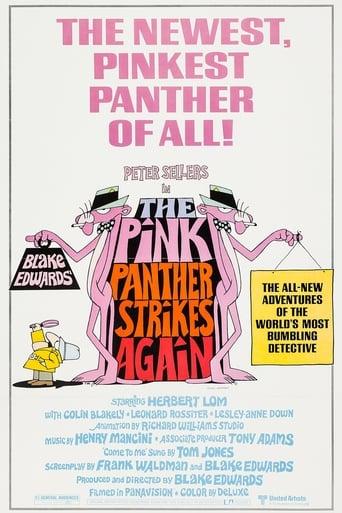 THE NEWEST,
PINKEST
PANTHER
OF ALL!
PETER SELLERS
in
THE
PINK
PANTHER
STRIKES
AGAIN
BLAKE
EDWARDS'
THE ALL-NEW
ADVENTURES
OF THE
WORLD'S MOST
BUMBLING
DETECTIVE
starring HERBERT LOM
with COLIN BLAKELY • LEONARD ROSSITER • LESLEY-ANNE DOWN
Animation by RICHARD WILLIAMS STUDIO
Music by HENRY MANCINI • Associate Producer TONY ADAMS
"COME TO ME" Sung by TOM JONES
Screenplay by FRANK WALDMAN and BLAKE EDWARDS
Produced and Directed by BLAKE EDWARDS
Filmed in PANAVISION • COLOR by DeLuxe
G GENERAL AUDIENCES
United Artists